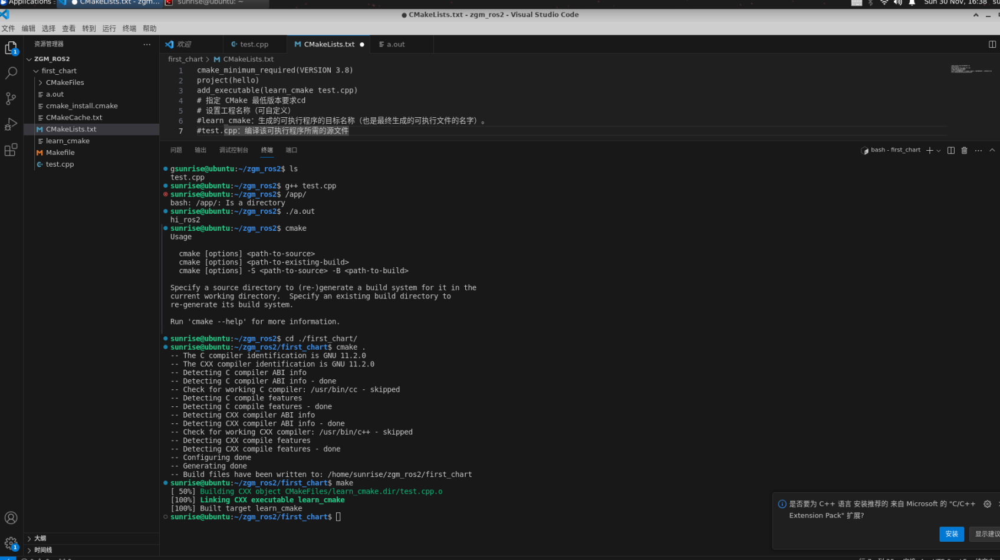 Applications
CMakeLists.txt - zgm...
sunrise@ubuntu: ~
Sun 30 Nov, 16:38
su
● CMakeLists.txt - zgm_ros2 - Visual Studio Code
文件 编辑 选择 查看 转到 运行 终端 帮助
资源管理器
ZGM_ROS2
first_chart
CMakeFiles
a.out
cmake_install.cmake
CMakeCache.txt
CMakeLists.txt
learn_cmake
Makefile
test.cpp
大纲
时间线
欢迎
test.cpp
CMakeLists.txt
a.out
first_chart > CMakeLists.txt
1 cmake_minimum_required(VERSION 3.8)
2 project(hello)
3 add_executable(learn_cmake test.cpp)
4 # 指定 CMake 最低版本要求cd
5 # 设置工程名称（可自定义）
6 #learn_cmake：生成的可执行程序的目标名称（也是最终生成的可执行文件的名字）。
7 #test.cpp：编译该可执行程序所需的源文件
问题 输出 调试控制台 终端 端口
bash - first_chart
gsunrise@ubuntu:~/zgm_ros2$ ls
test.cpp
sunrise@ubuntu:~/zgm_ros2$ g++ test.cpp
sunrise@ubuntu:~/zgm_ros2$ /app/
bash: /app/: Is a directory
sunrise@ubuntu:~/zgm_ros2$ ./a.out
hi_ros2
sunrise@ubuntu:~/zgm_ros2$ cmake
Usage
cmake [options] <path-to-source>
cmake [options] <path-to-existing-build>
cmake [options] -S <path-to-source> -B <path-to-build>
Specify a source directory to (re-)generate a build system for it in the
current working directory.  Specify an existing build directory to
re-generate its build system.
Run 'cmake --help' for more information.
sunrise@ubuntu:~/zgm_ros2$ cd ./first_chart/
sunrise@ubuntu:~/zgm_ros2/first_chart$ cmake .
-- The C compiler identification is GNU 11.2.0
-- The CXX compiler identification is GNU 11.2.0
-- Detecting C compiler ABI info
-- Detecting C compiler ABI info - done
-- Check for working C compiler: /usr/bin/cc - skipped
-- Detecting C compile features
-- Detecting C compile features - done
-- Detecting CXX compiler ABI info
-- Detecting CXX compiler ABI info - done
-- Check for working CXX compiler: /usr/bin/c++ - skipped
-- Detecting CXX compile features
-- Detecting CXX compile features - done
-- Configuring done
-- Generating done
-- Build files have been written to: /home/sunrise/zgm_ros2/first_chart
sunrise@ubuntu:~/zgm_ros2/first_chart$ make
[ 50%] Building CXX object CMakeFiles/learn_cmake.dir/test.cpp.o
[100%] Linking CXX executable learn_cmake
[100%] Built target learn_cmake
sunrise@ubuntu:~/zgm_ros2/first_chart$
是否要为 C++ 语言 安装推荐的 来自 Microsoft 的 "C/C++
Extension Pack" 扩展?
安装
显示建议